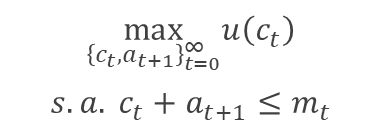 max u(c_t)
{c_t,a_{t+1}}_{t=0}^∞
s. a. c_t + a_{t+1} ≤ m_t